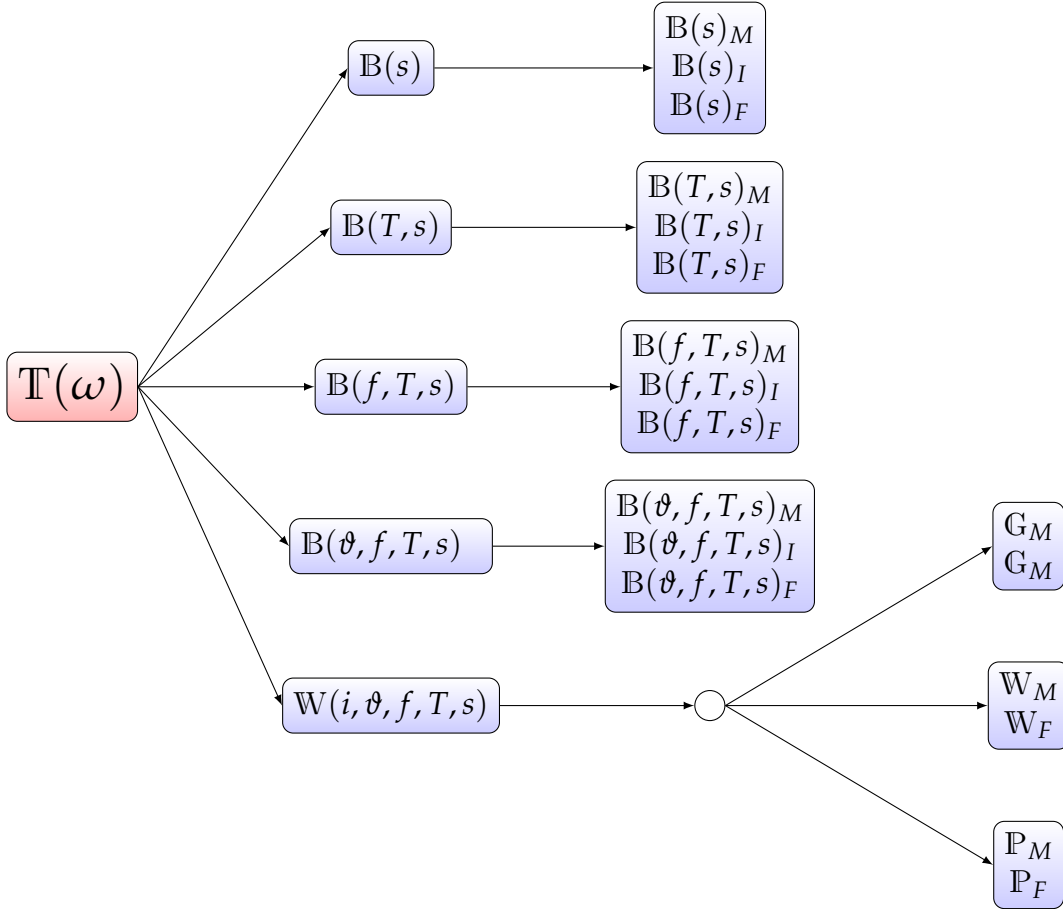 𝔹(s)
𝔹(s)_M
𝔹(s)_I
𝔹(s)_F
𝔹(T, s)
𝔹(T, s)_M
𝔹(T, s)_I
𝔹(T, s)_F
𝕋(ω)
𝔹(f, T, s)
𝔹(f, T, s)_M
𝔹(f, T, s)_I
𝔹(f, T, s)_F
𝔹(ϑ, f, T, s)
𝔹(ϑ, f, T, s)_M
𝔹(ϑ, f, T, s)_I
𝔹(ϑ, f, T, s)_F
𝕎(i, ϑ, f, T, s)
𝔾_M
𝔾_M
𝕎_M
𝕎_F
ℙ_M
ℙ_F